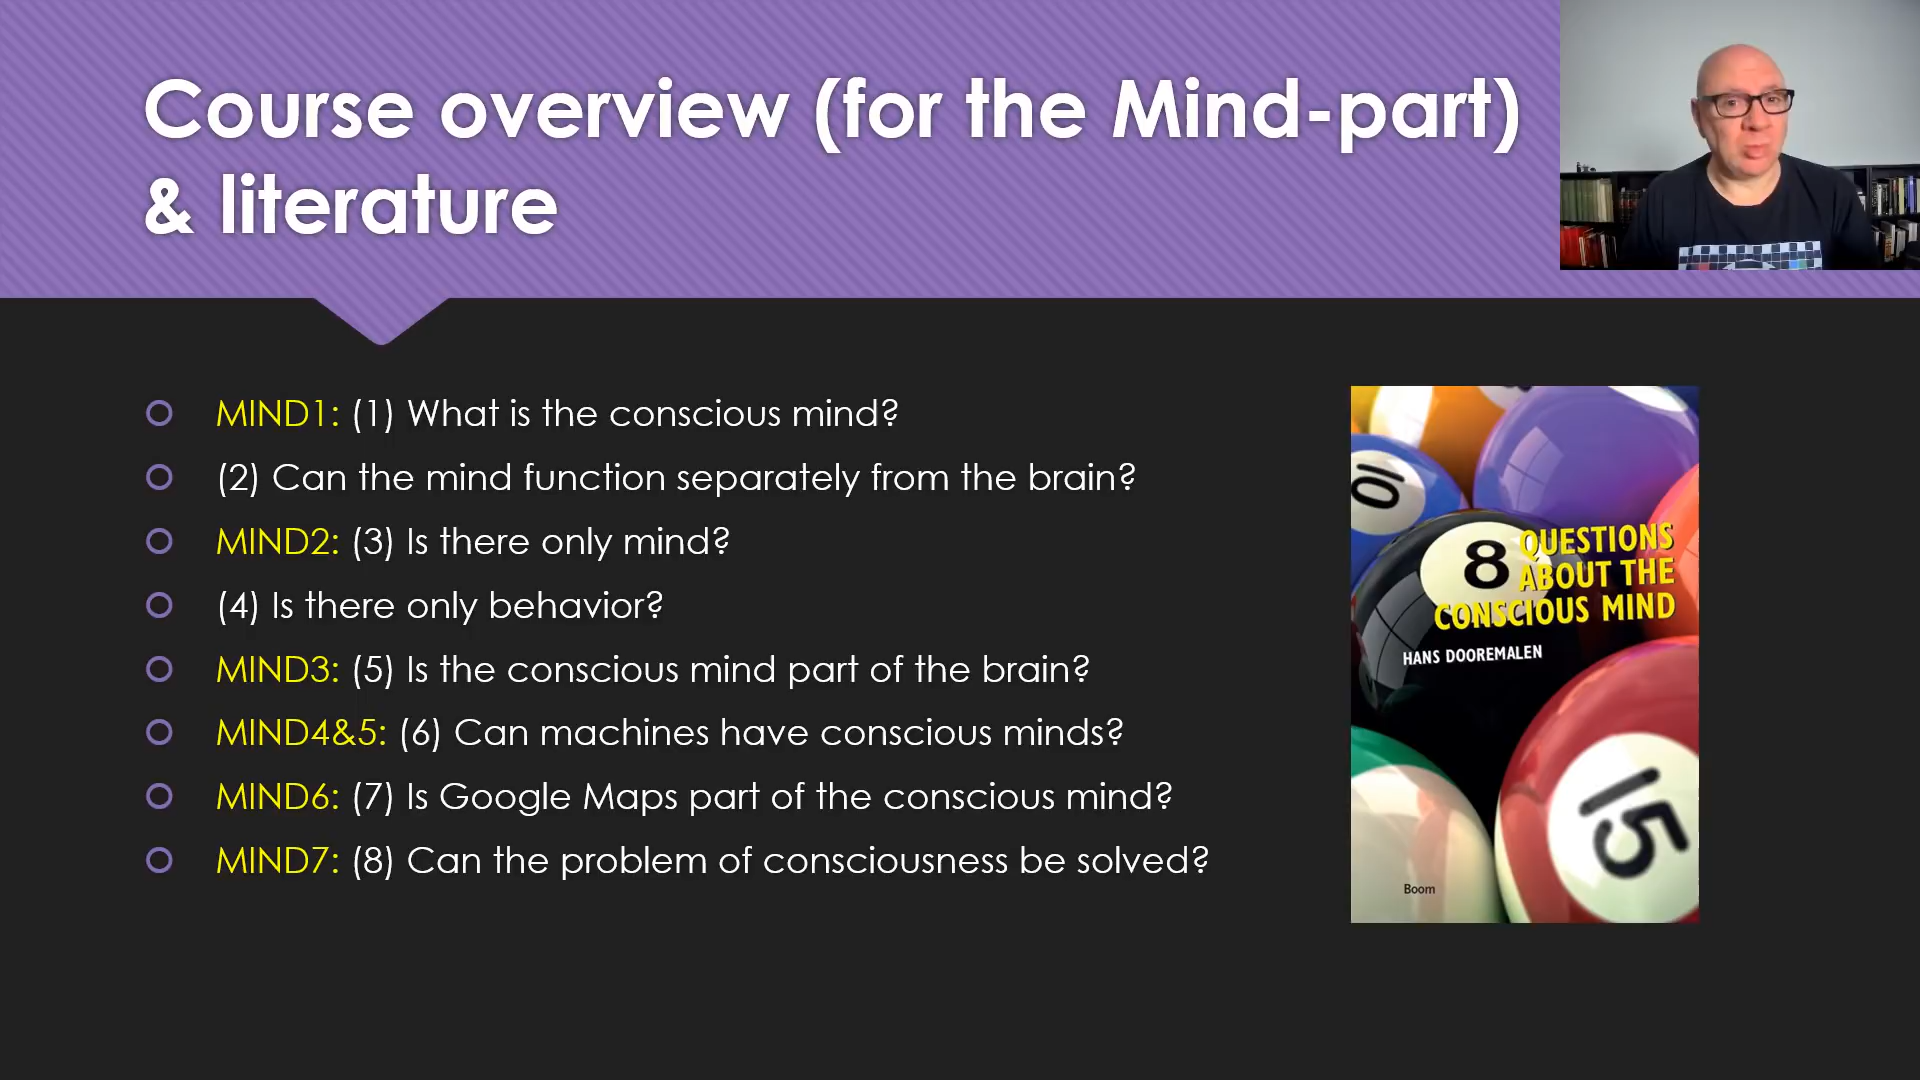 Course overview (for the Mind-part)
& literature
MIND1: (1) What is the conscious mind?
(2) Can the mind function separately from the brain?
MIND2: (3) Is there only mind?
(4) Is there only behavior?
MIND3: (5) Is the conscious mind part of the brain?
MIND4&5: (6) Can machines have conscious minds?
MIND6: (7) Is Google Maps part of the conscious mind?
MIND7: (8) Can the problem of consciousness be solved?
10
8 QUESTIONS
ABOUT THE
CONSCIOUS MIND
HANS DOOREMALEN
15
Boom